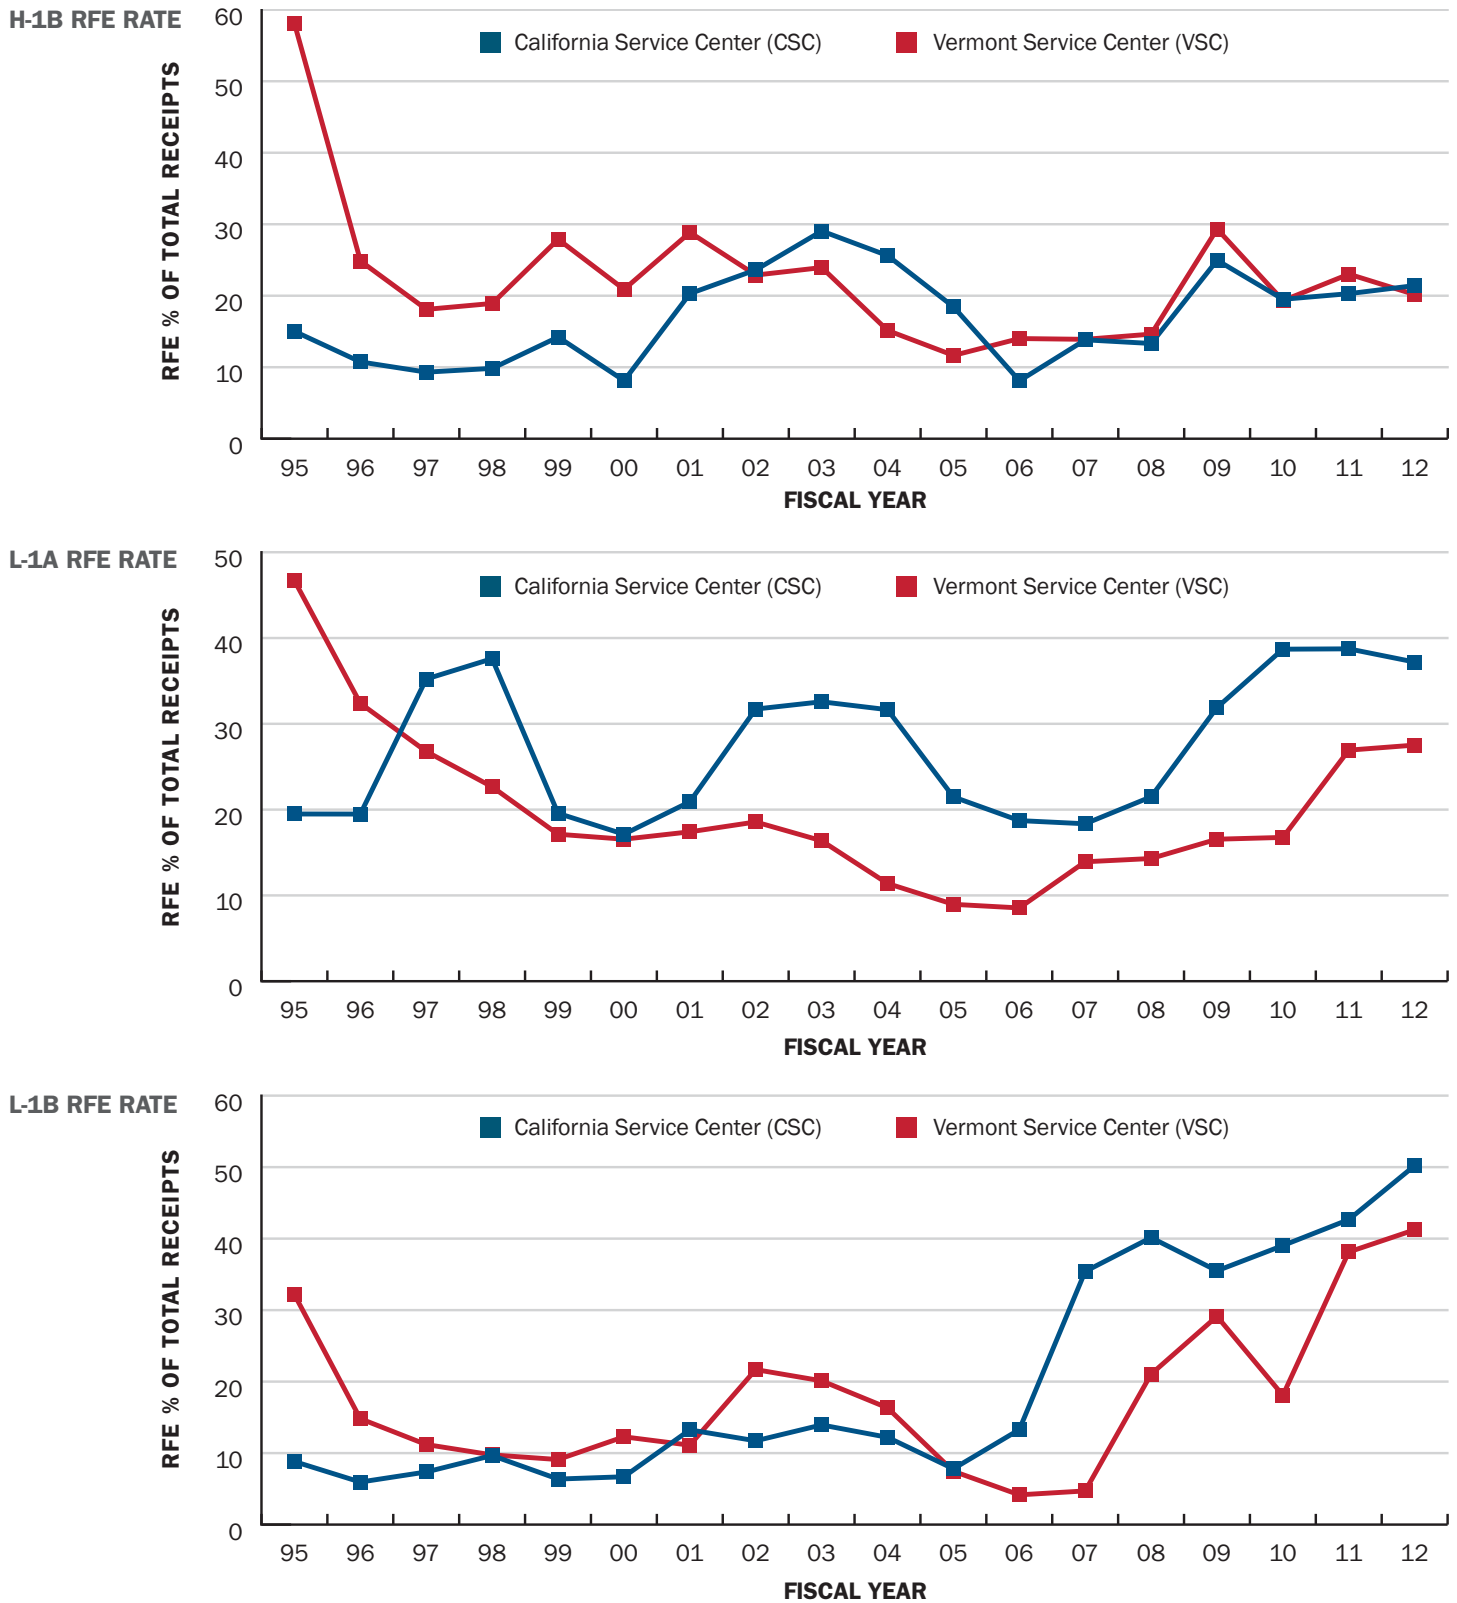 H-1B RFE RATE
RFE % OF TOTAL RECEIPTS
60
50
40
30
20
10
0
California Service Center (CSC) Vermont Service Center (VSC)
95 96 97 98 99 00 01 02 03 04 05 06 07 08 09 10 11 12
FISCAL YEAR
L-1A RFE RATE
RFE % OF TOTAL RECEIPTS
50
40
30
20
10
0
California Service Center (CSC) Vermont Service Center (VSC)
95 96 97 98 99 00 01 02 03 04 05 06 07 08 09 10 11 12
FISCAL YEAR
L-1B RFE RATE
RFE % OF TOTAL RECEIPTS
60
50
40
30
20
10
0
California Service Center (CSC) Vermont Service Center (VSC)
95 96 97 98 99 00 01 02 03 04 05 06 07 08 09 10 11 12
FISCAL YEAR